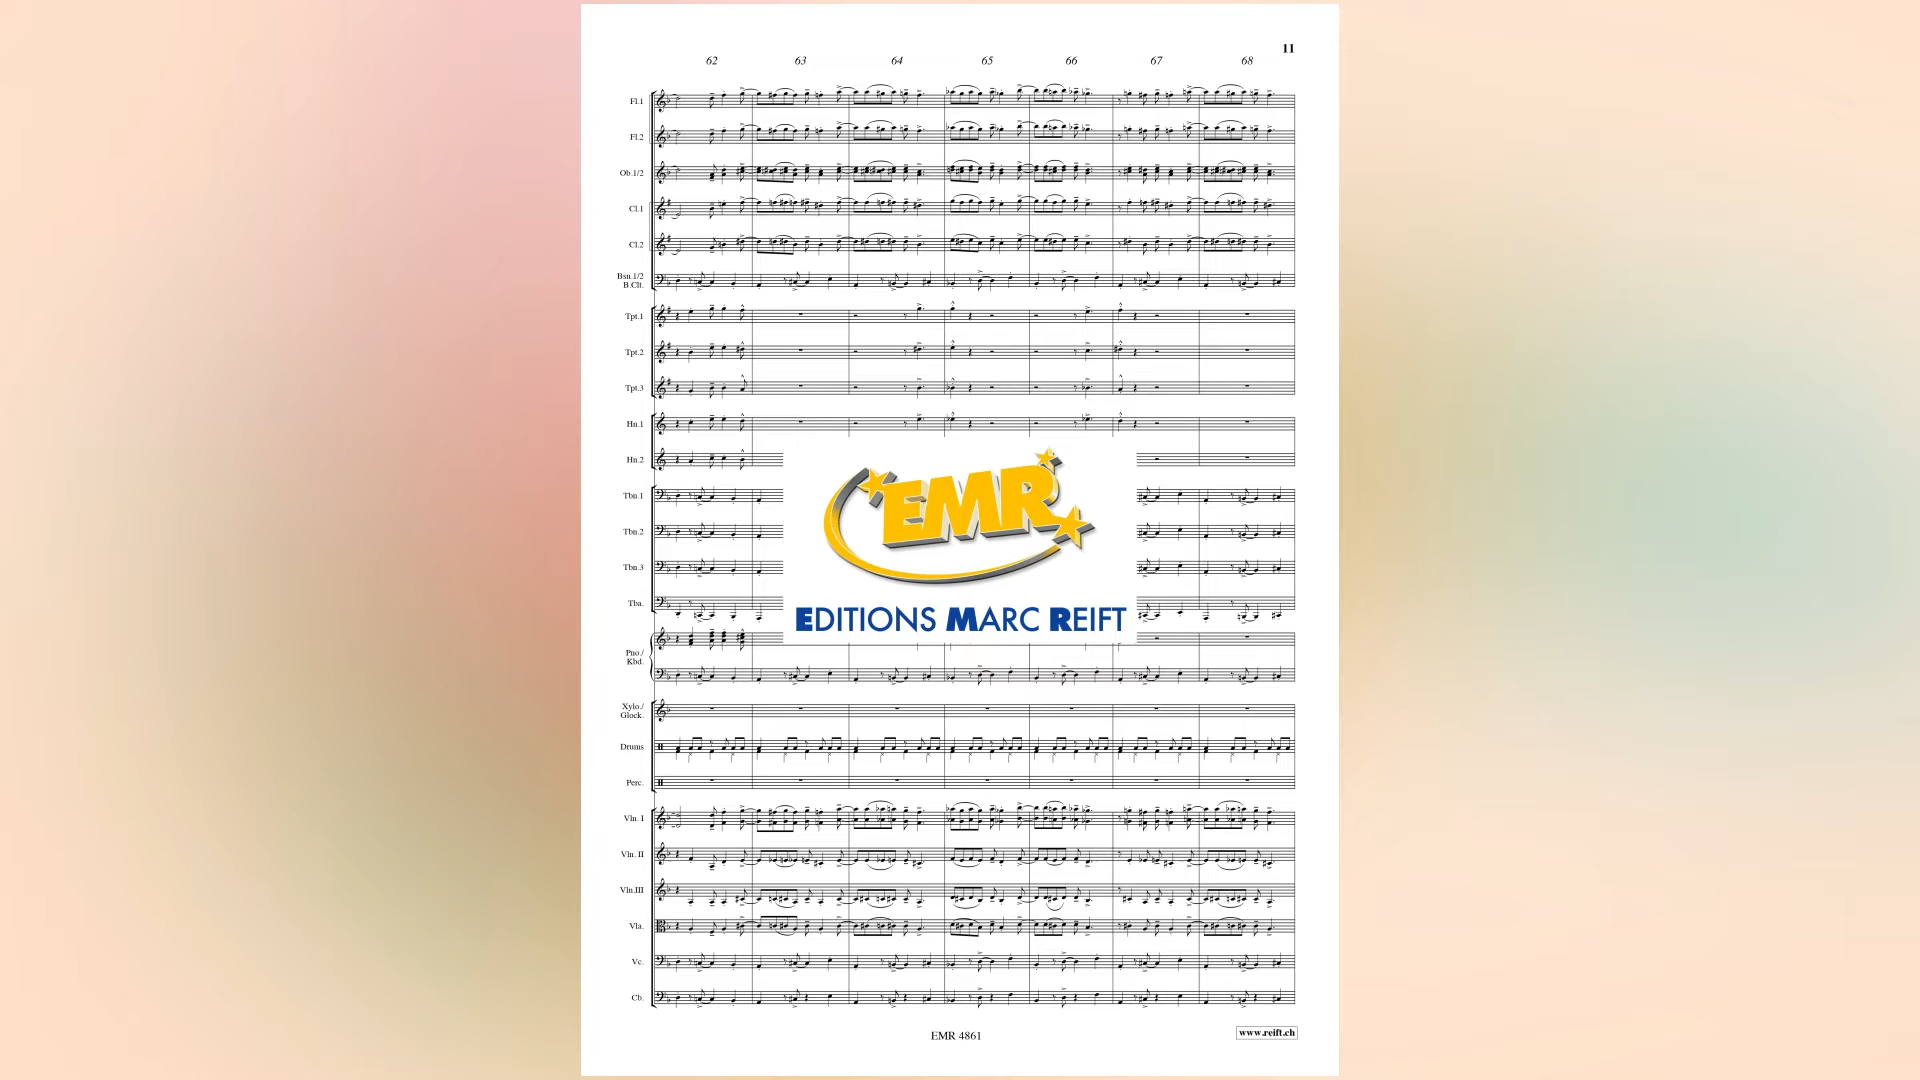 11
62 63 64 65 66 67 68
Fl.1
Fl.2
Ob.1/2
Cl.1
Cl.2
Bsn.1/2
B.Clt.
Tpt.1
Tpt.2
Tpt.3
Hn.1
Hn.2
Tbn.1
Tbn.2
Tbn.3
Tba.
Pno./
Kbd.
Xylo./
Glock.
Drums
Perc.
Vln. I
Vln. II
Vln.III
Vla.
Vc.
Cb.
EMR
EDITIONS MARC REIFT
EMR 4861
www.reift.ch